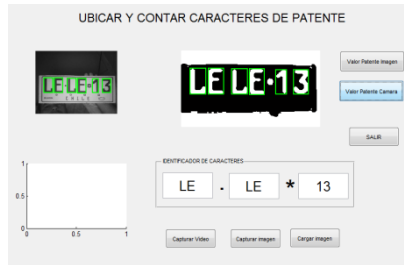 UBICAR Y CONTAR CARACTERES DE PATENTE
LE·LE·13
CHILE
LE LE·13
Valor Patente Imagen
Valor Patente Camara
SALIR
IDENTIFICADOR DE CARACTERES
LE . LE * 13
1
0.5
0
0 0.5 1
Capturar Video
Capturar imagen
Cargar imagen